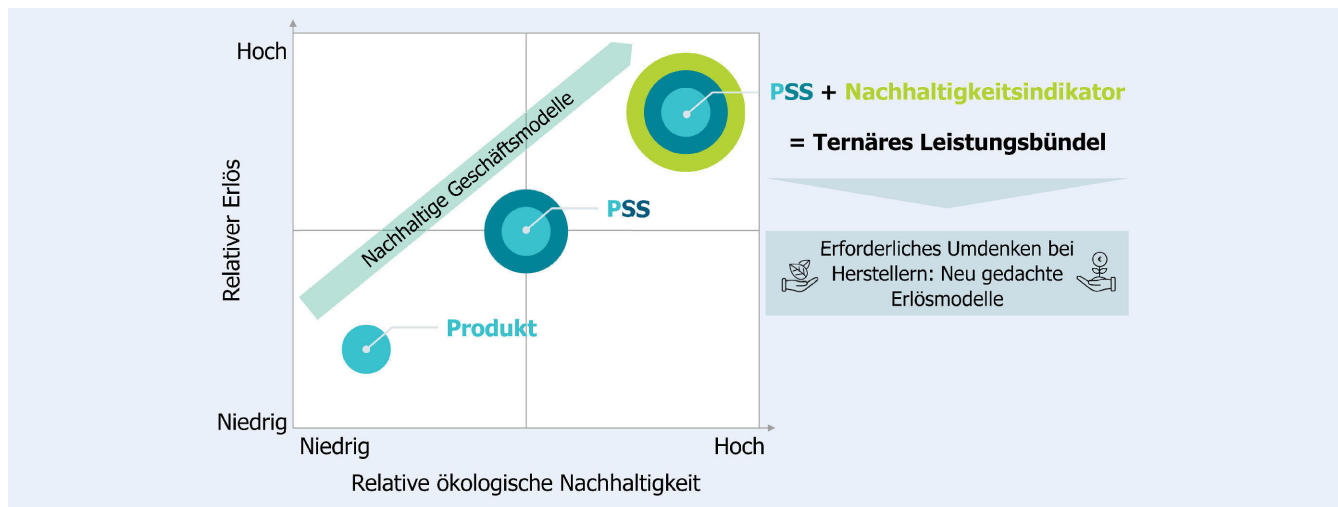 Hoch
Relativer Erlös
Nachhaltige Geschäftsmodelle
PSS + Nachhaltigkeitsindikator
= Ternäres Leistungsbündel
PSS
Erforderliches Umdenken bei
Herstellern: Neu gedachte
Erlösmodelle
€
Produkt
Niedrig
Niedrig
Hoch
Relative ökologische Nachhaltigkeit